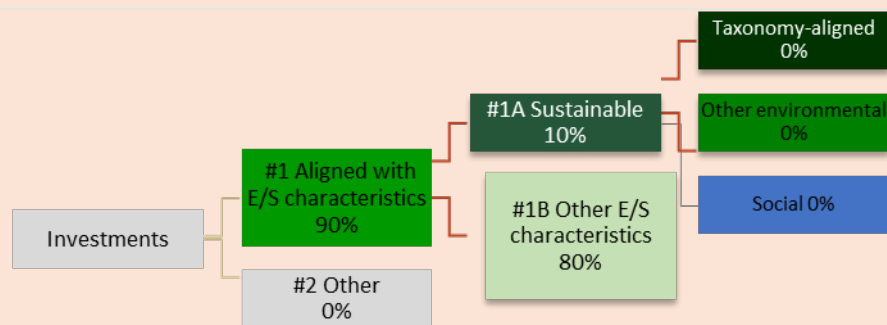 Investments
#1 Aligned with
E/S characteristics
90%
#2 Other
0%
#1A Sustainable
10%
#1B Other E/S
characteristics
80%
Taxonomy-aligned
0%
Other environmental
0%
Social 0%